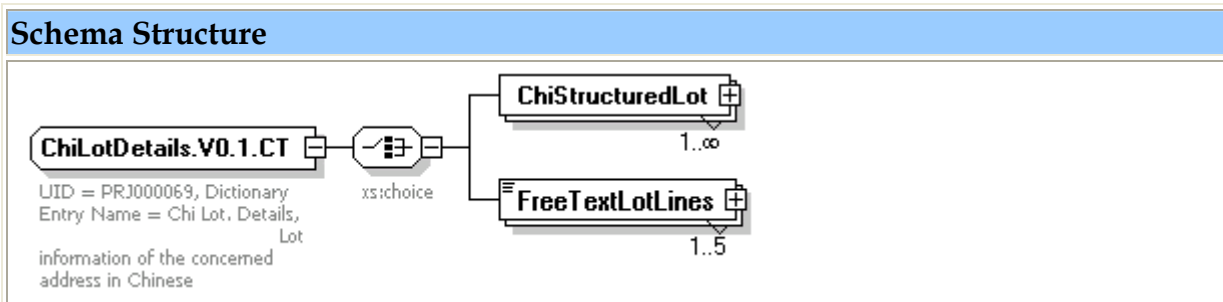 Schema Structure
ChiStructuredLot
1..∞
ChiLotDetails.V0.1.CT
xs:choice
UID = PRJ000069, Dictionary
Entry Name = Chi Lot. Details,
Lot
information of the concerned
address in Chinese
FreeTextLotLines
1..5